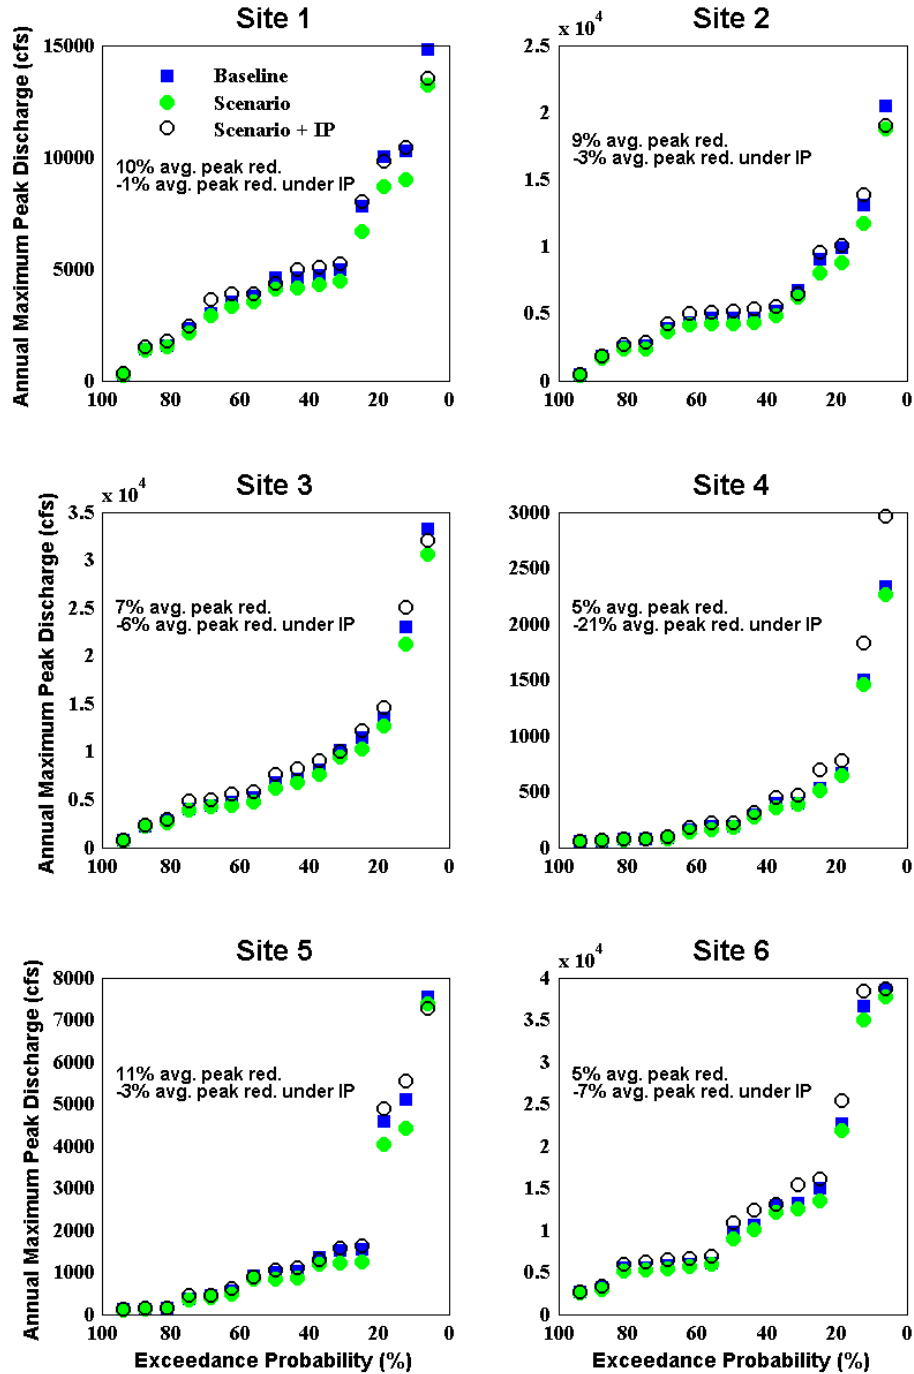 Site 1
Annual Maximum Peak Discharge (cfs)
15000
10000
5000
0
100 80 60 40 20 0
Baseline
Scenario
Scenario + IP
10% avg. peak red.
-1% avg. peak red. under IP
Site 2
x 10^4
2.5
2
1.5
1
0.5
0
100 80 60 40 20 0
9% avg. peak red.
-3% avg. peak red. under IP
Site 3
x 10^4
Annual Maximum Peak Discharge (cfs)
3.5
3
2.5
2
1.5
1
0.5
0
100 80 60 40 20 0
7% avg. peak red.
-6% avg. peak red. under IP
Site 4
3000
2500
2000
1500
1000
500
0
100 80 60 40 20 0
5% avg. peak red.
-21% avg. peak red. under IP
Site 5
Annual Maximum Peak Discharge (cfs)
8000
7000
6000
5000
4000
3000
2000
1000
0
100 80 60 40 20 0
Exceedance Probability (%)
11% avg. peak red.
-3% avg. peak red. under IP
Site 6
x 10^4
4
3.5
3
2.5
2
1.5
1
0.5
0
100 80 60 40 20 0
Exceedance Probability (%)
5% avg. peak red.
-7% avg. peak red. under IP